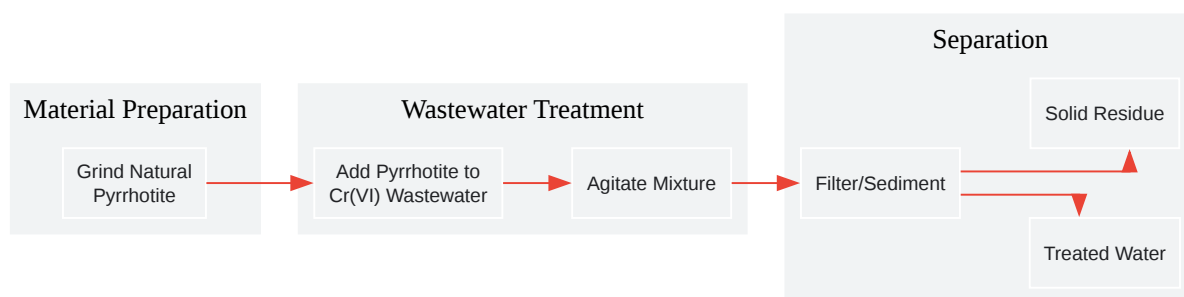 Material Preparation
Grind Natural
Pyrrhotite
Wastewater Treatment
Add Pyrrhotite to
Cr(VI) Wastewater
Agitate Mixture
Separation
Filter/Sediment
Solid Residue
Treated Water